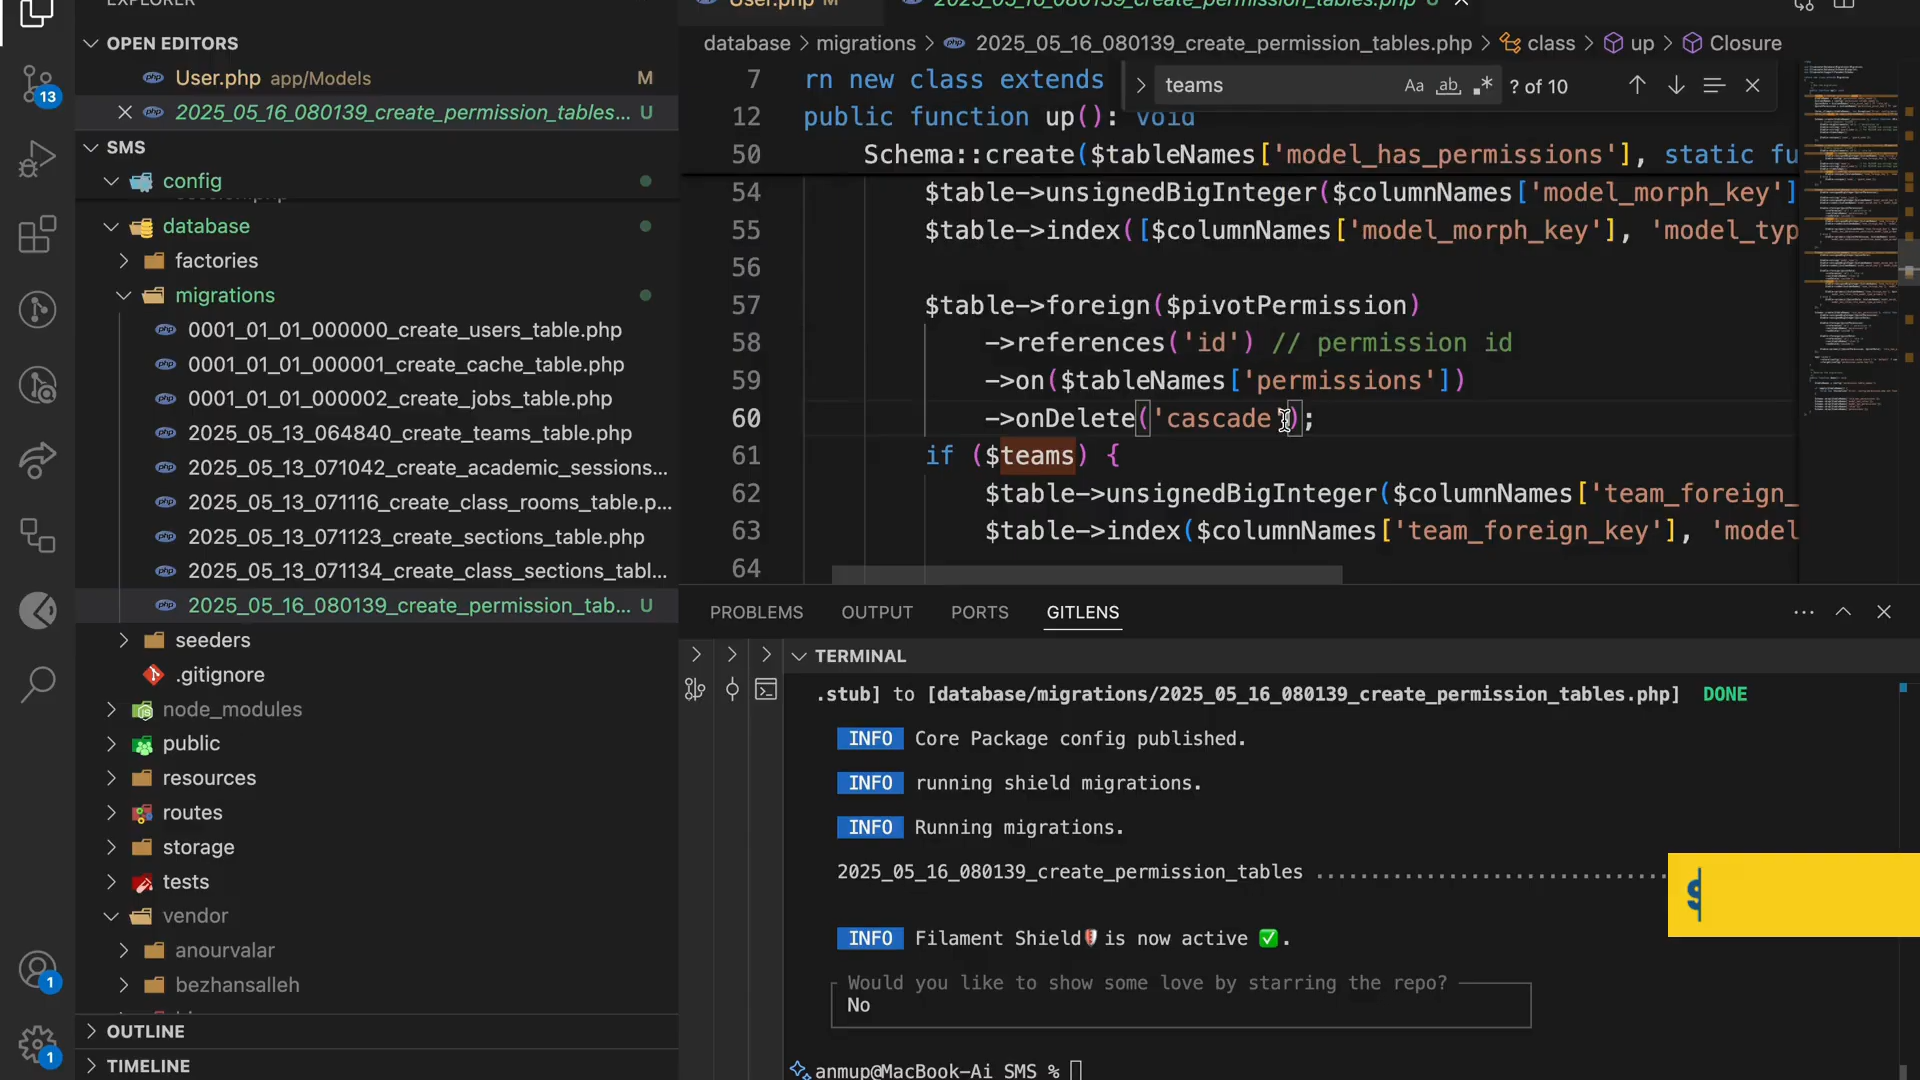 EXPLORER
OPEN EDITORS
User.php app/Models M
2025_05_16_080139_create_permission_tables... U
SMS
config
database
factories
migrations
0001_01_01_000000_create_users_table.php
0001_01_01_000001_create_cache_table.php
0001_01_01_000002_create_jobs_table.php
2025_05_13_064840_create_teams_table.php
2025_05_13_071042_create_academic_sessions...
2025_05_13_071116_create_class_rooms_table.p...
2025_05_13_071123_create_sections_table.php
2025_05_13_071134_create_class_sections_tabl...
2025_05_16_080139_create_permission_tab... U
seeders
.gitignore
node_modules
public
resources
routes
storage
tests
vendor
anourvalar
bezhansalleh
OUTLINE
TIMELINE
13
1
1
User.php M
2025_05_16_080139_create_permission_tables.php U
database > migrations > 2025_05_16_080139_create_permission_tables.php > class > up > Closure
teams Aa ab .* ? of 10
7 rn new class extends
12 public function up(): void
50 Schema::create($tableNames['model_has_permissions'], static fu
54 $table->unsignedBigInteger($columnNames['model_morph_key']
55 $table->index([$columnNames['model_morph_key'], 'model_typ
56
57 $table->foreign($pivotPermission)
58 ->references('id') // permission id
59 ->on($tableNames['permissions'])
60 ->onDelete('cascade');
61 if ($teams) {
62 $table->unsignedBigInteger($columnNames['team_foreign_
63 $table->index($columnNames['team_foreign_key'], 'model
64
PROBLEMS OUTPUT PORTS GITLENS
TERMINAL
.stub] to [database/migrations/2025_05_16_080139_create_permission_tables.php] DONE
INFO Core Package config published.
INFO running shield migrations.
INFO Running migrations.
2025_05_16_080139_create_permission_tables ................................
INFO Filament Shield is now active ✅.
Would you like to show some love by starring the repo?
No
anmup@MacBook-Ai SMS %